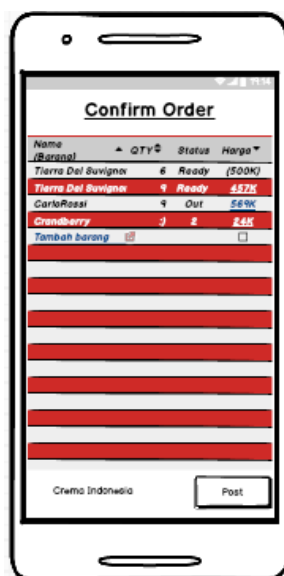 Confirm Order
Name (Barang) QTY Status Harga
Tierra Del Suvignor 6 Ready (500K)
Tierra Del Suvignor 9 Ready 457K
CarloRossi 9 Out 569K
Crandberry :) 2 24K
Tambah barang
Crema Indonesia Post